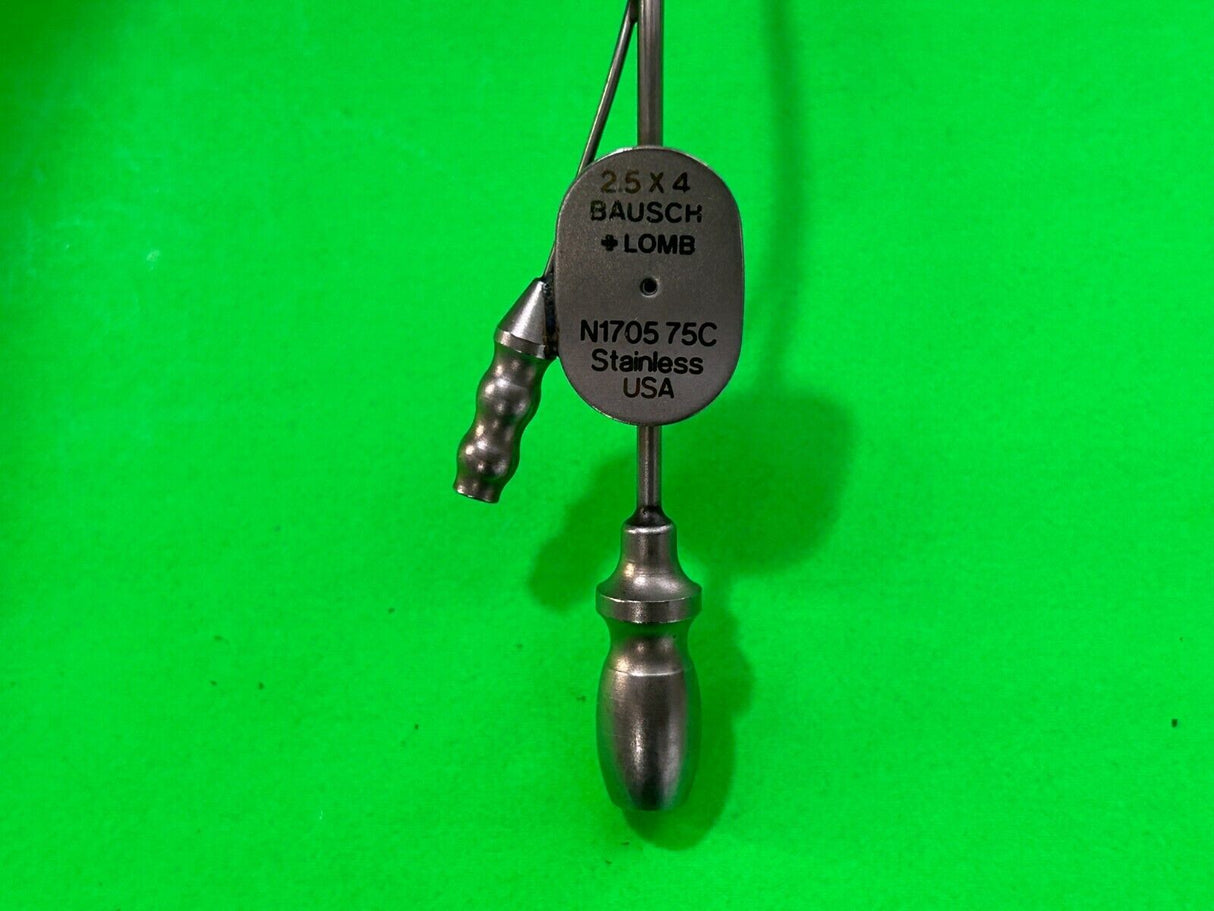 2.5 X 4
BAUSCH
+ LOMB
N1705 75C
Stainless
USA